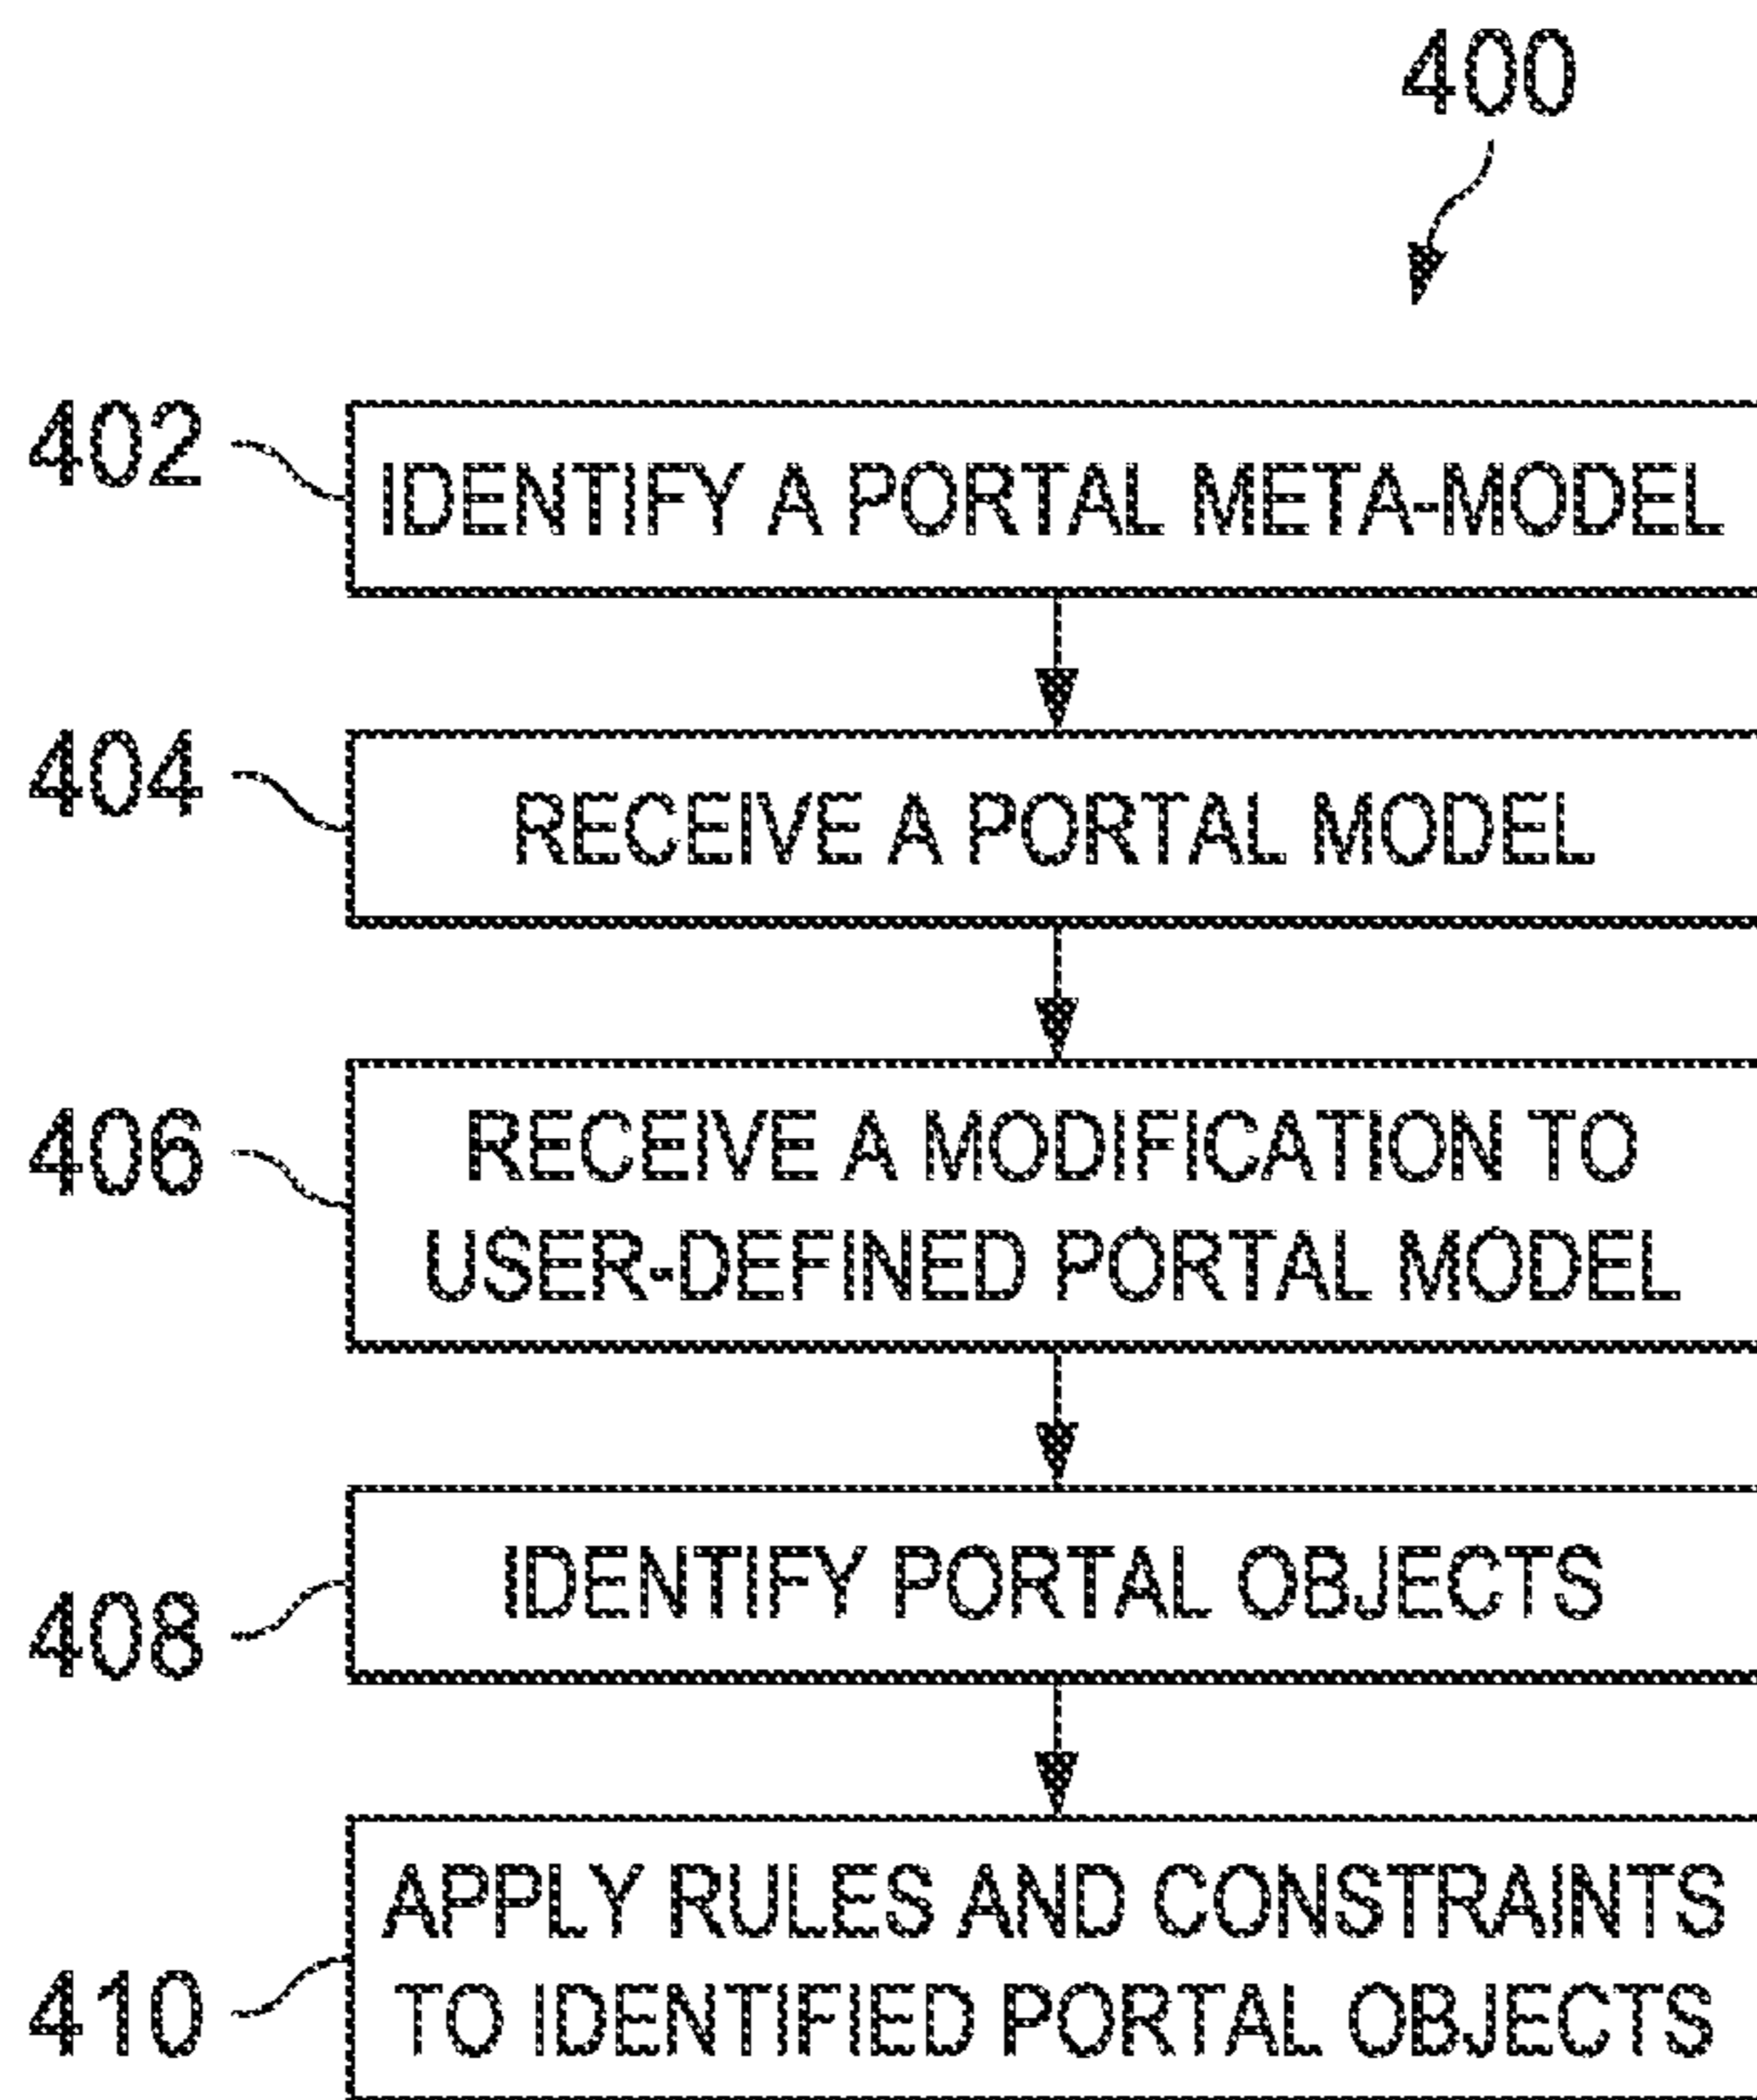 400
402
IDENTIFY A PORTAL META-MODEL
404
RECEIVE A PORTAL MODEL
406
RECEIVE A MODIFICATION TO
USER-DEFINED PORTAL MODEL
408
IDENTIFY PORTAL OBJECTS
410
APPLY RULES AND CONSTRAINTS
TO IDENTIFIED PORTAL OBJECTS